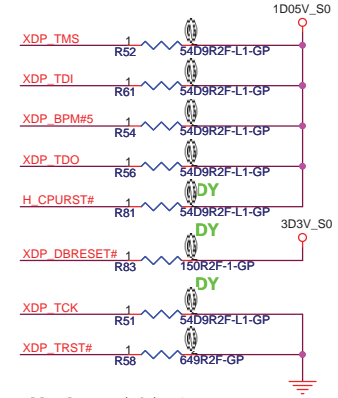 1D05V_S0
XDP_TMS 1
R52 54D9R2F-L1-GP
XDP_TDI 1
R61 54D9R2F-L1-GP
XDP_BPM#5 1
R54 54D9R2F-L1-GP
XDP_TDO 1
R56 54D9R2F-L1-GP
DY
H_CPURST# 1
R81 54D9R2F-L1-GP
DY
3D3V_S0
XDP_DBRESET# 1
R83 150R2F-1-GP
DY
XDP_TCK 1
R51 54D9R2F-L1-GP
XDP_TRST# 1
R58 649R2F-GP